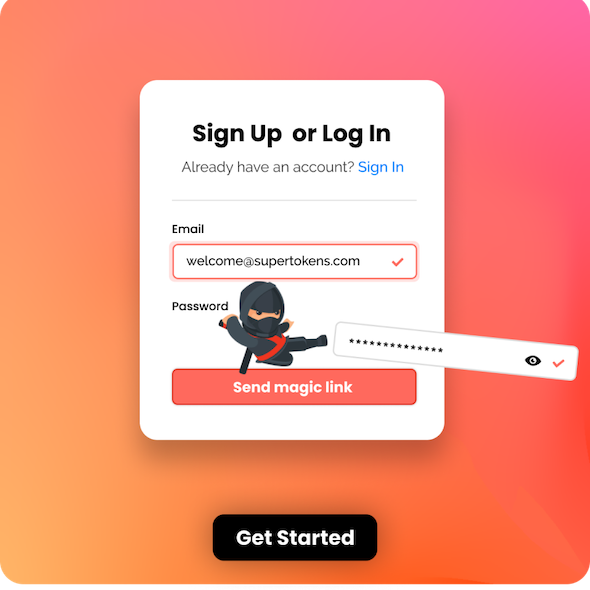 Sign Up or Log In
Already have an account? Sign In
Email
welcome@supertokens.com
Password
**************
Send magic link
Get Started